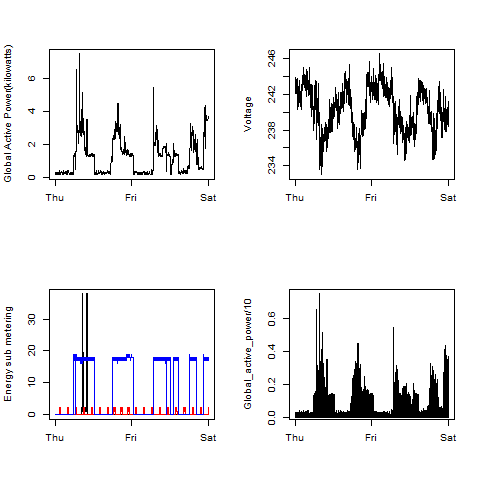 Global Active Power(kilowatts)
0 2 4 6
Thu Fri Sat
Voltage
234 238 242 246
Thu Fri Sat
Energy sub metering
0 10 20 30
Thu Fri Sat
Global_active_power/10
0.0 0.2 0.4 0.6
Thu Fri Sat